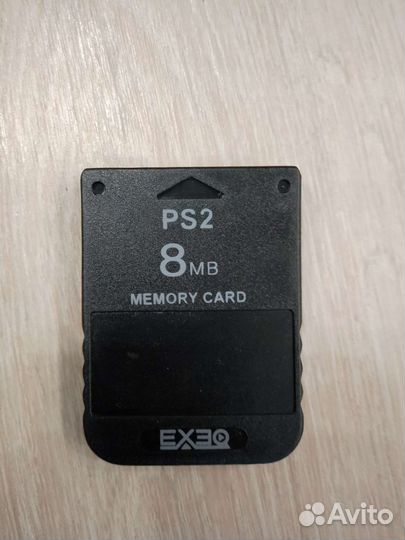 PS2
8MB
MEMORY CARD
EXEQ
Avito